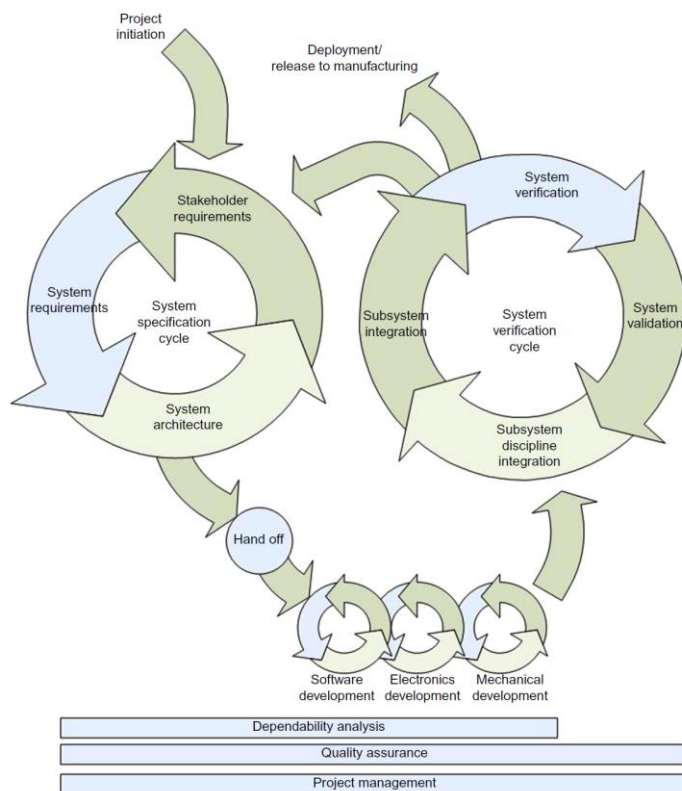 Project
initiation
Deployment/
release to manufacturing
Stakeholder
requirements
System
requirements
System
specification
cycle
System
architecture
System
verification
System
validation
Subsystem
integration
System
verification
cycle
Subsystem
discipline
integration
Hand off
Software
development
Electronics
development
Mechanical
development
Dependability analysis
Quality assurance
Project management